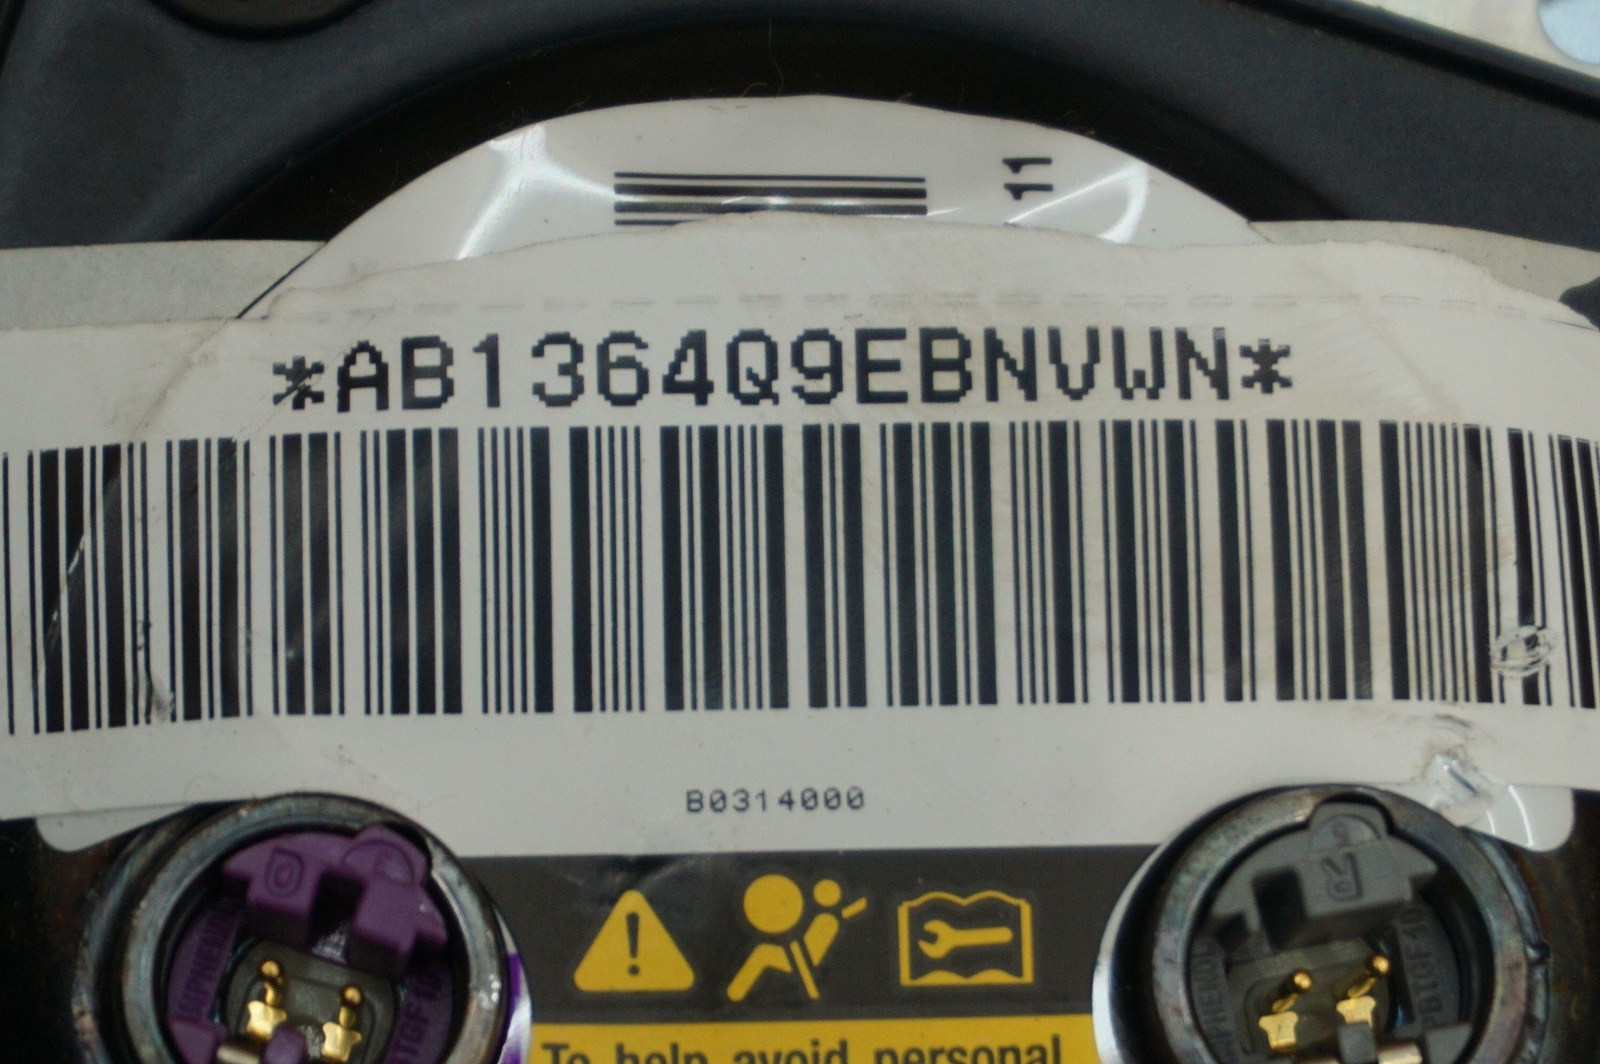 11
*AB1364Q9EBNVWN*
B0314000
To help avoid personal